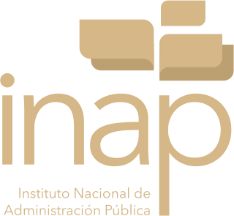 inap
Instituto Nacional de
Administración Pública